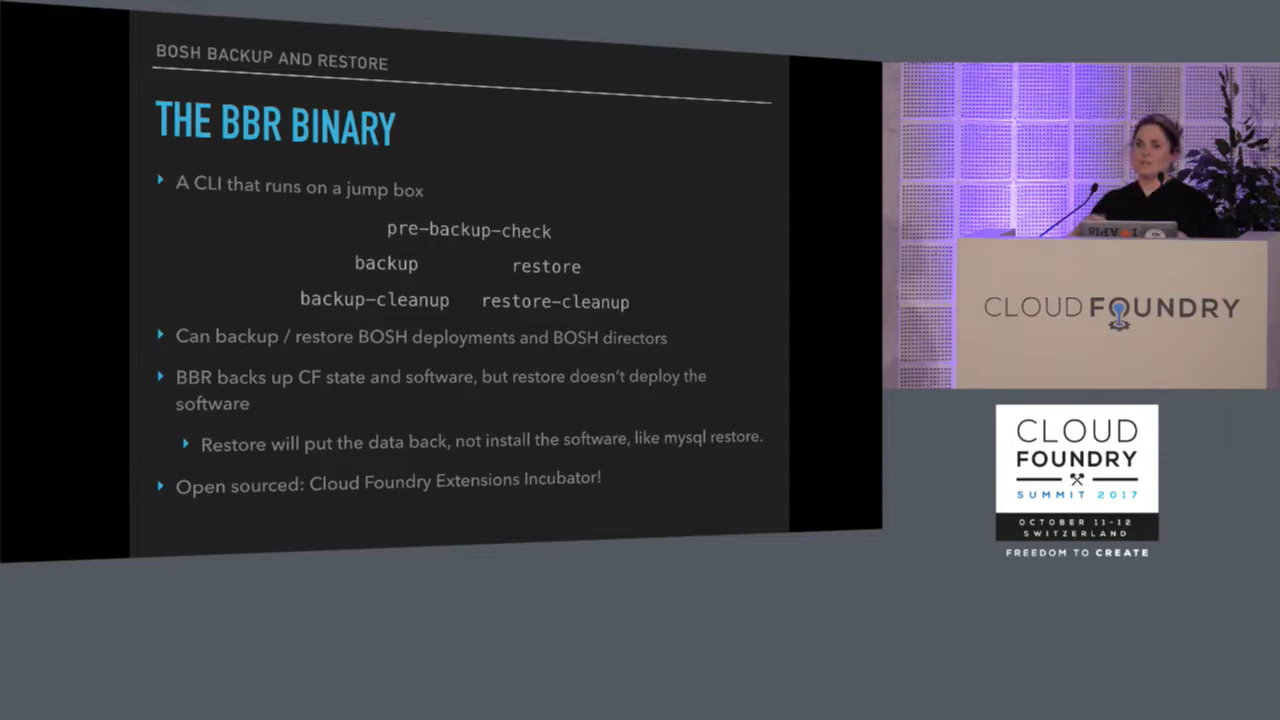 BOSH BACKUP AND RESTORE
THE BBR BINARY
A CLI that runs on a jump box
pre-backup-check
backup restore
backup-cleanup restore-cleanup
Can backup / restore BOSH deployments and BOSH directors
BBR backs up CF state and software, but restore doesn't deploy the
software
Restore will put the data back, not install the software, like mysql restore.
Open sourced: Cloud Foundry Extensions Incubator!
I APIs
CLOUD FOUNDRY
CLOUD
FOUNDRY
SUMMIT 2017
OCTOBER 11-12
SWITZERLAND
FREEDOM TO CREATE